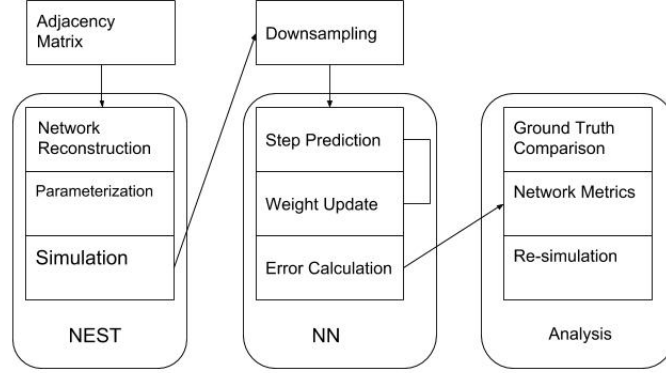 Adjacency
Matrix
Network
Reconstruction
Parameterization
Simulation
NEST
Downsampling
Step Prediction
Weight Update
Error Calculation
NN
Ground Truth
Comparison
Network Metrics
Re-simulation
Analysis